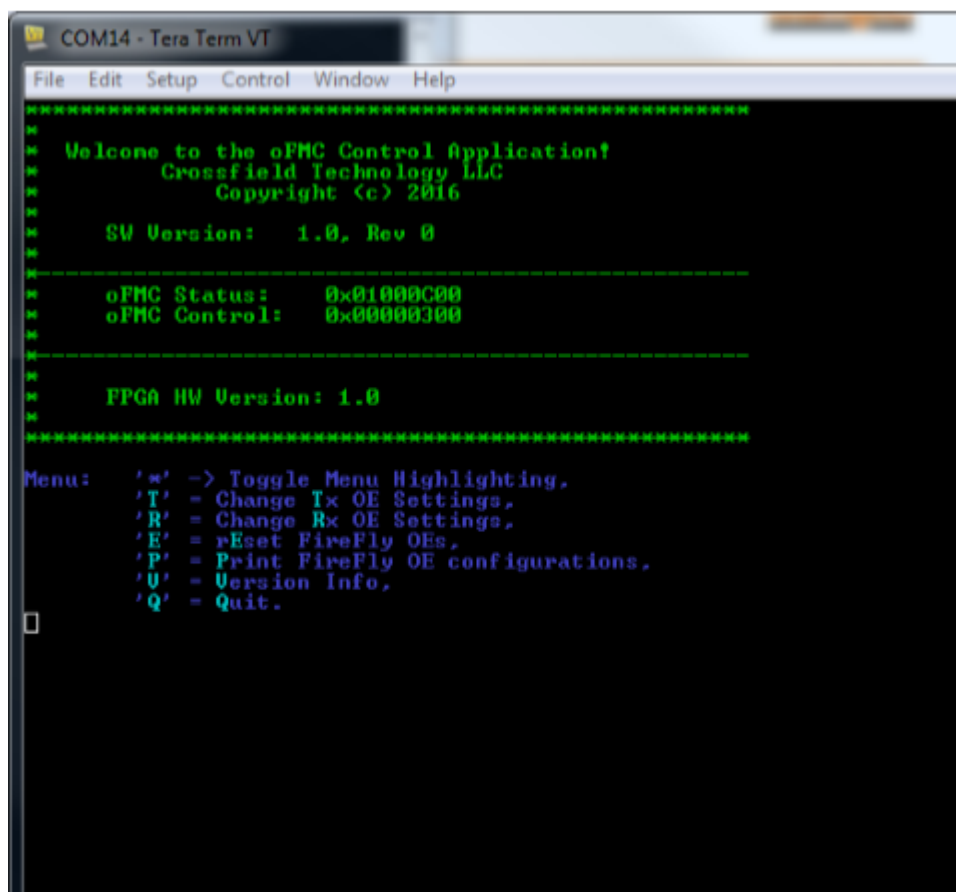 COM14 - Tera Term VT
File Edit Setup Control Window Help
*****************************************************
*
* Welcome to the oFMC Control Application!
* Crossfield Technology LLC
* Copyright (c) 2016
*
* SW Version: 1.0, Rev 0
*
*----------------------------------------------------
* oFMC Status: 0x01000C00
* oFMC Control: 0x00000300
*
*----------------------------------------------------
*
* FPGA HW Version: 1.0
*
*****************************************************
Menu: '*' -> Toggle Menu Highlighting,
'T' = Change Tx OE Settings,
'R' = Change Rx OE Settings,
'E' = rEset FireFly OEs,
'P' = Print FireFly OE configurations,
'V' = Version Info,
'Q' = Quit.